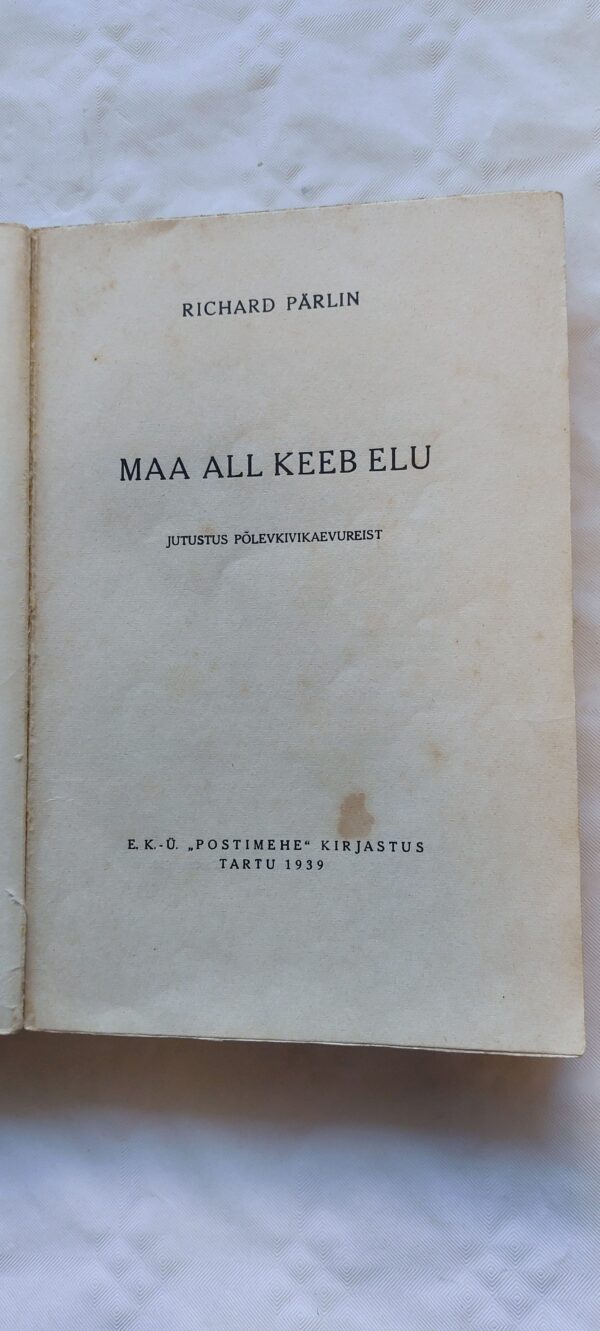 RICHARD PÄRLIN
MAA ALL KEEB ELU
JUTUSTUS PÕLEVKIVIKAEVUREIST
E. K.-Ü. „POSTIMEHE“ KIRJASTUS
TARTU 1939